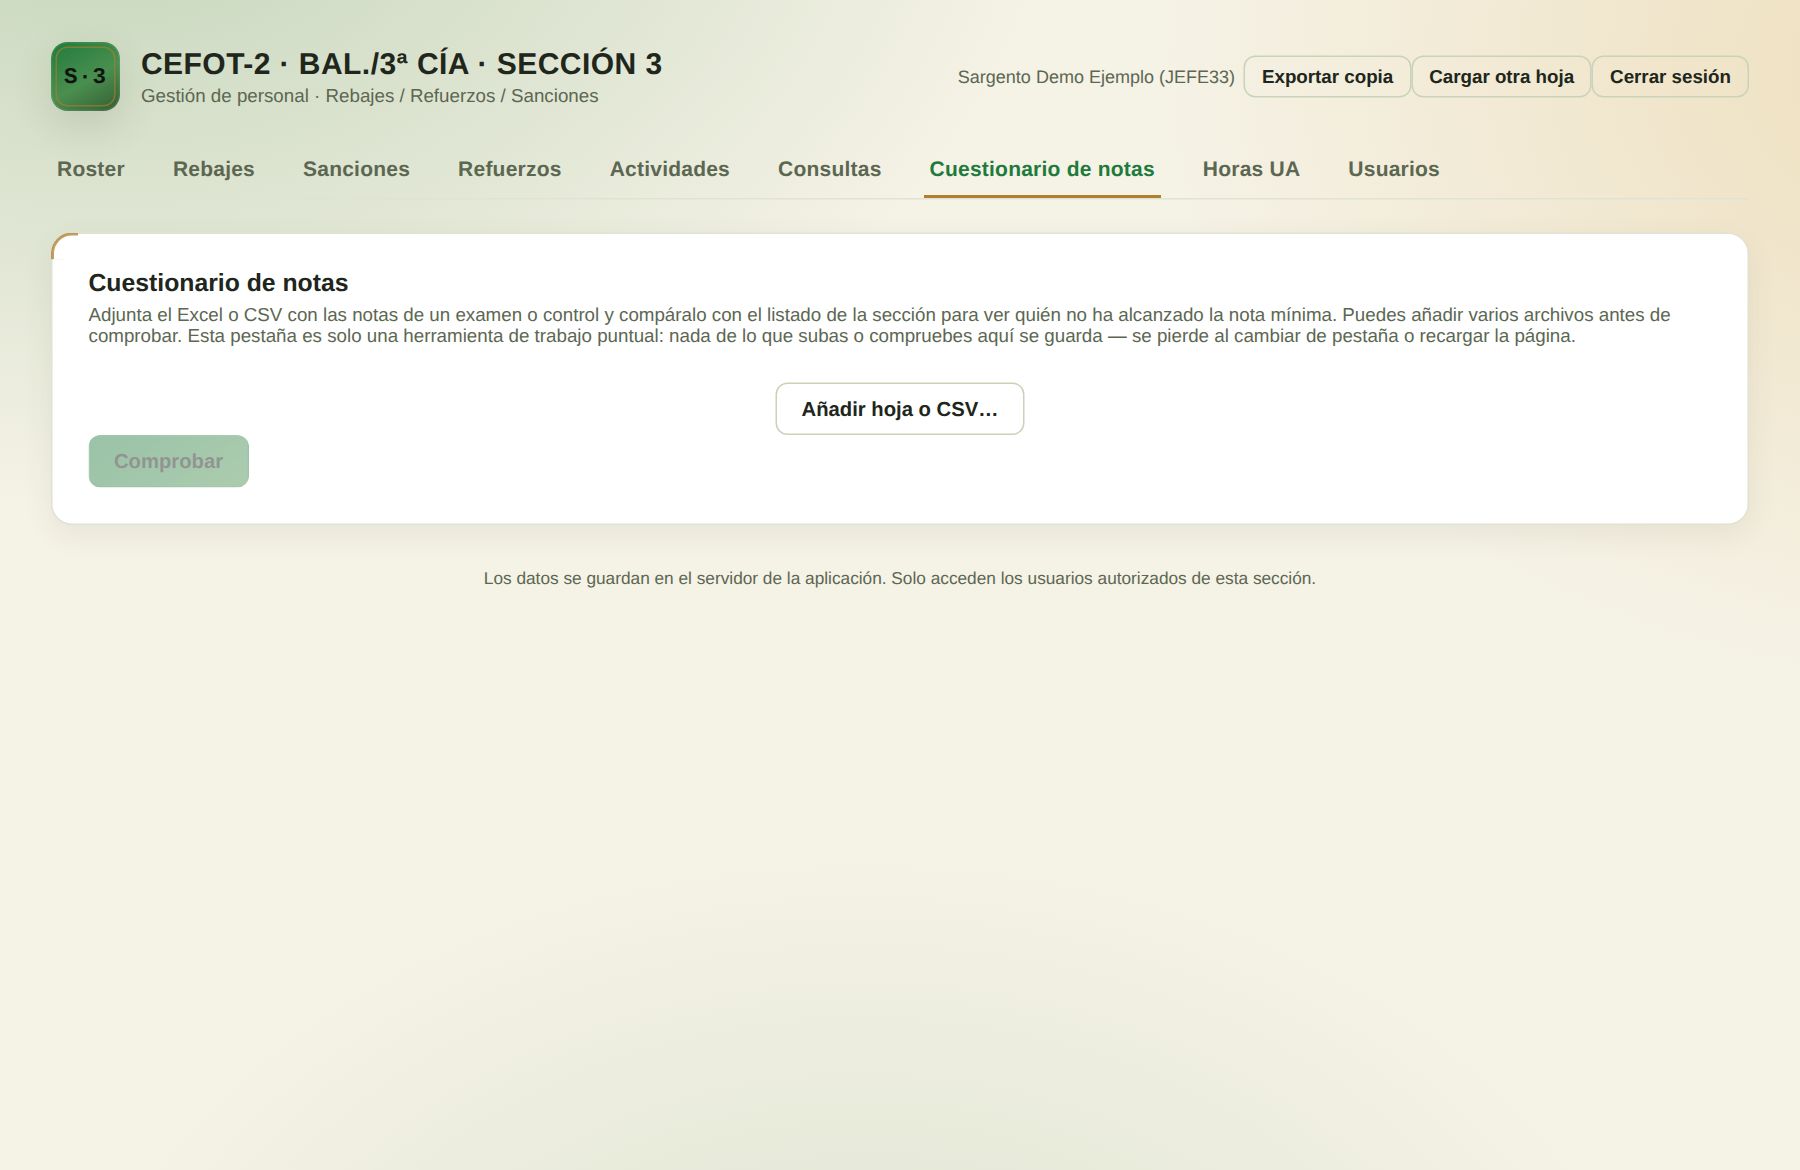 S·3
CEFOT-2 · BAL./3ª CÍA · SECCIÓN 3
Gestión de personal · Rebajes / Refuerzos / Sanciones
Sargento Demo Ejemplo (JEFE33)
Exportar copia
Cargar otra hoja
Cerrar sesión
Roster
Rebajes
Sanciones
Refuerzos
Actividades
Consultas
Cuestionario de notas
Horas UA
Usuarios
Cuestionario de notas
Adjunta el Excel o CSV con las notas de un examen o control y compáralo con el listado de la sección para ver quién no ha alcanzado la nota mínima. Puedes añadir varios archivos antes de
comprobar. Esta pestaña es solo una herramienta de trabajo puntual: nada de lo que subas o compruebes aquí se guarda — se pierde al cambiar de pestaña o recargar la página.
Añadir hoja o CSV…
Comprobar
Los datos se guardan en el servidor de la aplicación. Solo acceden los usuarios autorizados de esta sección.